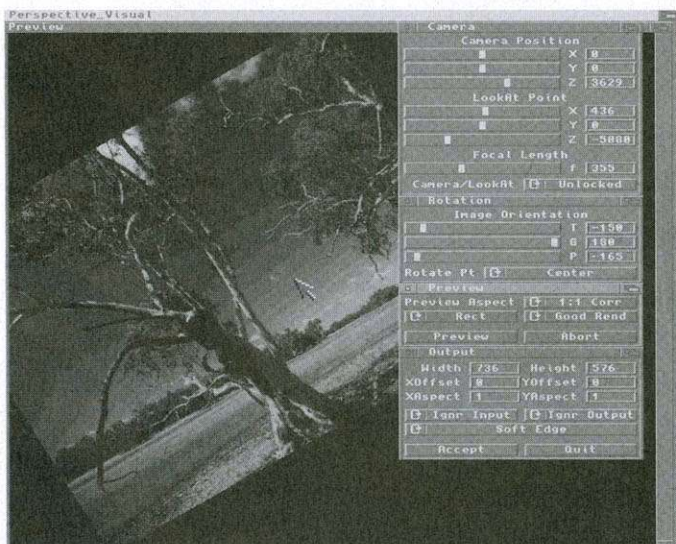 Perspective_Visual
Preview
Camera
Camera Position
X 0
Y 0
Z 3629
LookAt Point
X 436
Y 0
Z -5080
Focal Length
f 355
Camera/LookAt Unlocked
Rotation
Image Orientation
T -150
G 180
P -165
Rotate Pt Center
Preview
Preview Aspect 1:1 Corr
Rect Good Rend
Preview Abort
Output
Width 736 Height 576
XOffset 0 YOffset 0
XAspect 1 YAspect 1
Ignr Input Ignr Output
Soft Edge
Accept Quit